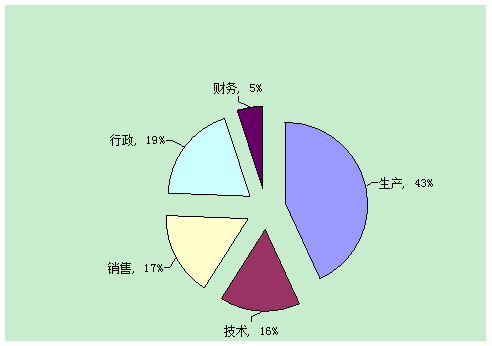 财务, 5%
行政, 19%
生产, 43%
销售, 17%
技术, 16%